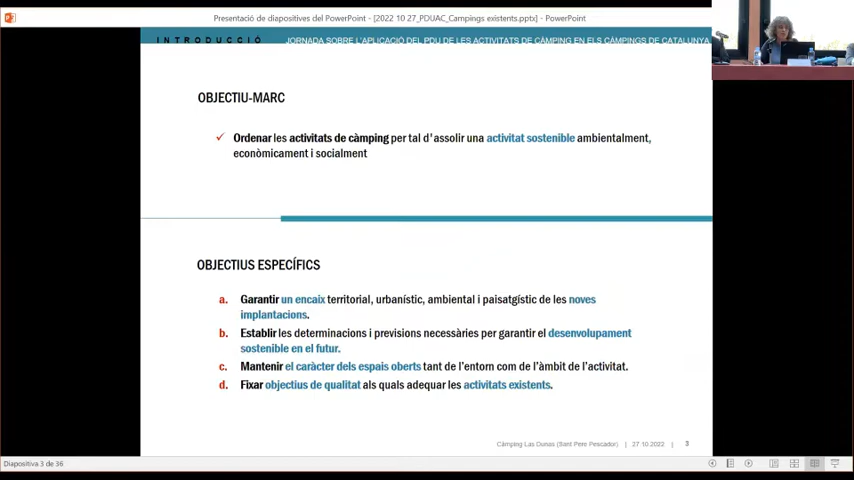 Presentació de diapositives del PowerPoint - [2022 10 27_PDUAC_Campings existents.pptx] - PowerPoint
INTRODUCCIÓ JORNADA SOBRE L'APLICACIÓ DEL PDU DE LES ACTIVITATS DE CÀMPING EN ELS CÀMPINGS DE CATALUNYA
OBJECTIU-MARC
Ordenar les activitats de càmping per tal d'assolir una activitat sostenible ambientalment,
econòmicament i socialment
OBJECTIUS ESPECÍFICS
a. Garantir un encaix territorial, urbanístic, ambiental i paisatgístic de les noves
implantacions.
b. Establir les determinacions i previsions necessàries per garantir el desenvolupament
sostenible en el futur.
c. Mantenir el caràcter dels espais oberts tant de l'entorn com de l'àmbit de l'activitat.
d. Fixar objectius de qualitat als quals adequar les activitats existents.
Càmping Las Dunas (Sant Pere Pescador) | 27.10.2022 | 3
Diapositiva 3 de 36